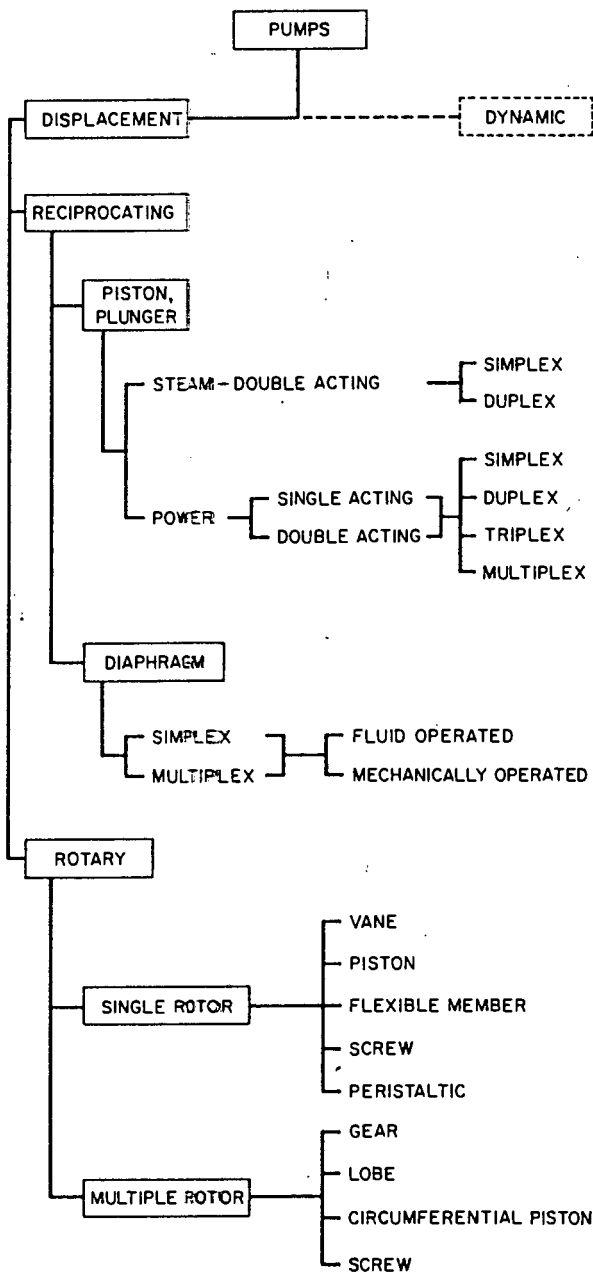 PUMPS
DISPLACEMENT
DYNAMIC
RECIPROCATING
PISTON,
PLUNGER
STEAM-DOUBLE ACTING
SIMPLEX
DUPLEX
POWER
SINGLE ACTING
DOUBLE ACTING
SIMPLEX
DUPLEX
TRIPLEX
MULTIPLEX
DIAPHRAGM
SIMPLEX
MULTIPLEX
FLUID OPERATED
MECHANICALLY OPERATED
ROTARY
SINGLE ROTOR
VANE
PISTON
FLEXIBLE MEMBER
SCREW
PERISTALTIC
MULTIPLE ROTOR
GEAR
LOBE
CIRCUMFERENTIAL PISTON
SCREW